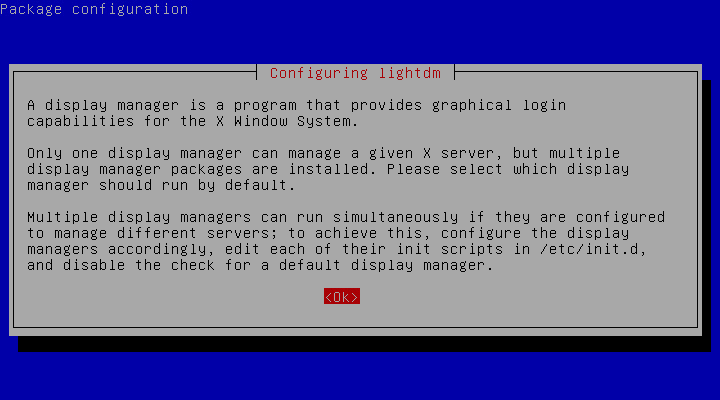 Package configuration
Configuring lightdm
A display manager is a program that provides graphical login
capabilities for the X Window System.
Only one display manager can manage a given X server, but multiple
display manager packages are installed. Please select which display
manager should run by default.
Multiple display managers can run simultaneously if they are configured
to manage different servers; to achieve this, configure the display
managers accordingly, edit each of their init scripts in /etc/init.d,
and disable the check for a default display manager.
<Ok>